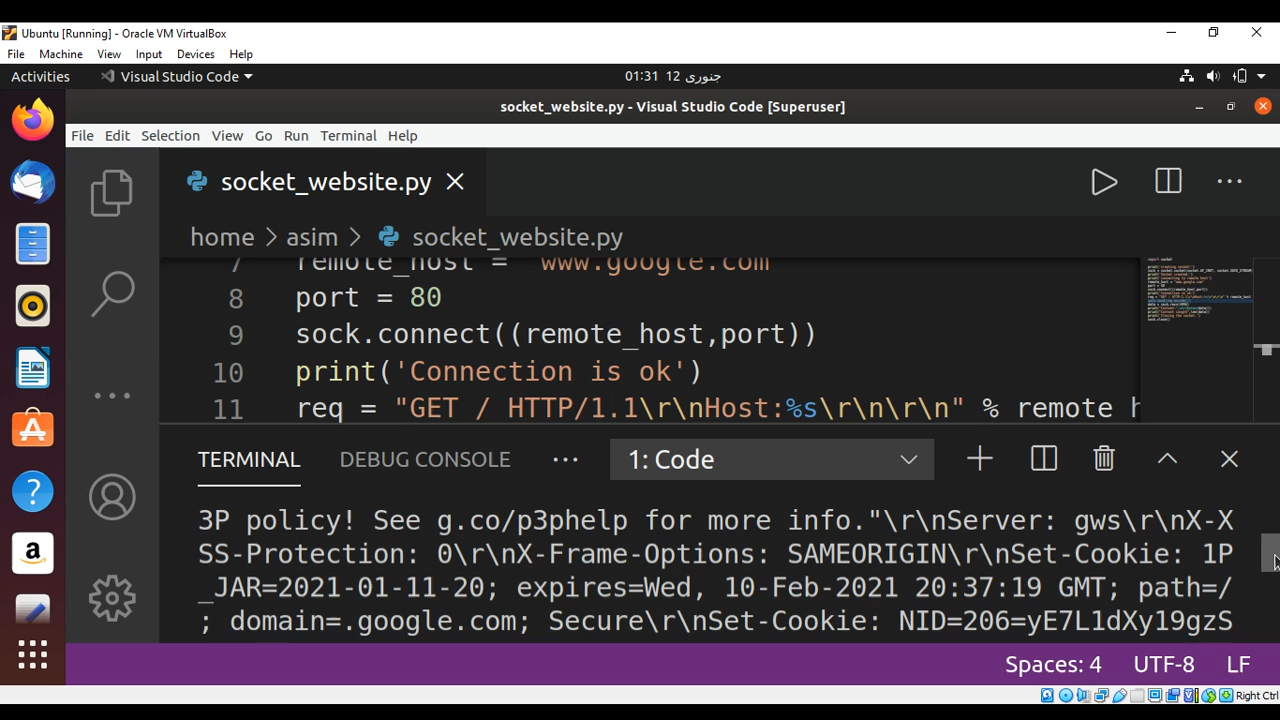 Ubuntu [Running] - Oracle VM VirtualBox
File Machine View Input Devices Help
Activities Visual Studio Code 01:31 12 جنوری
socket_website.py - Visual Studio Code [Superuser]
File Edit Selection View Go Run Terminal Help
socket_website.py
home > asim > socket_website.py
7 remote_host = "www.google.com"
8 port = 80
9 sock.connect((remote_host,port))
10 print('Connection is ok')
11 req = "GET / HTTP/1.1\r\nHost:%s\r\n\r\n" % remote h
TERMINAL DEBUG CONSOLE ··· 1: Code
3P policy! See g.co/p3phelp for more info."\r\nServer: gws\r\nX-X
SS-Protection: 0\r\nX-Frame-Options: SAMEORIGIN\r\nSet-Cookie: 1P
_JAR=2021-01-11-20; expires=Wed, 10-Feb-2021 20:37:19 GMT; path=/
; domain=.google.com; Secure\r\nSet-Cookie: NID=206=yE7L1dXy19gzS
Spaces: 4 UTF-8 LF
Right Ctrl